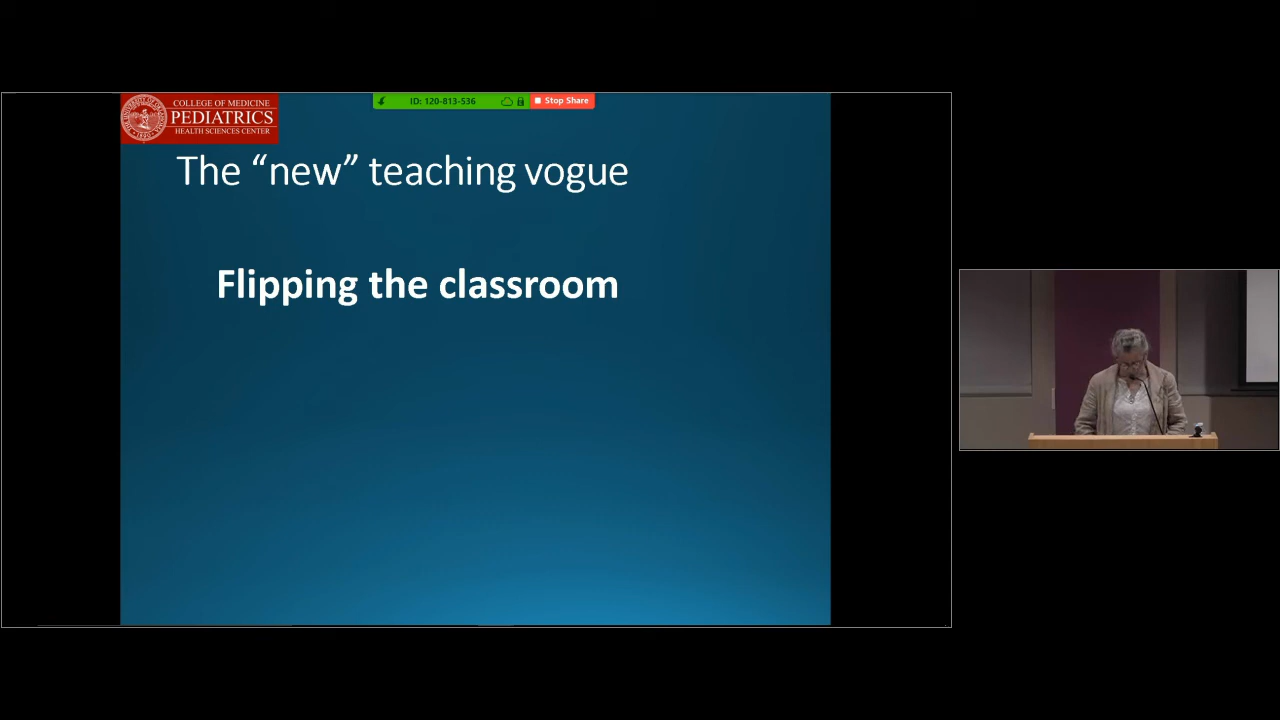 COLLEGE OF MEDICINE
PEDIATRICS
HEALTH SCIENCES CENTER
ID: 120-813-536
Stop Share
The “new” teaching vogue
Flipping the classroom